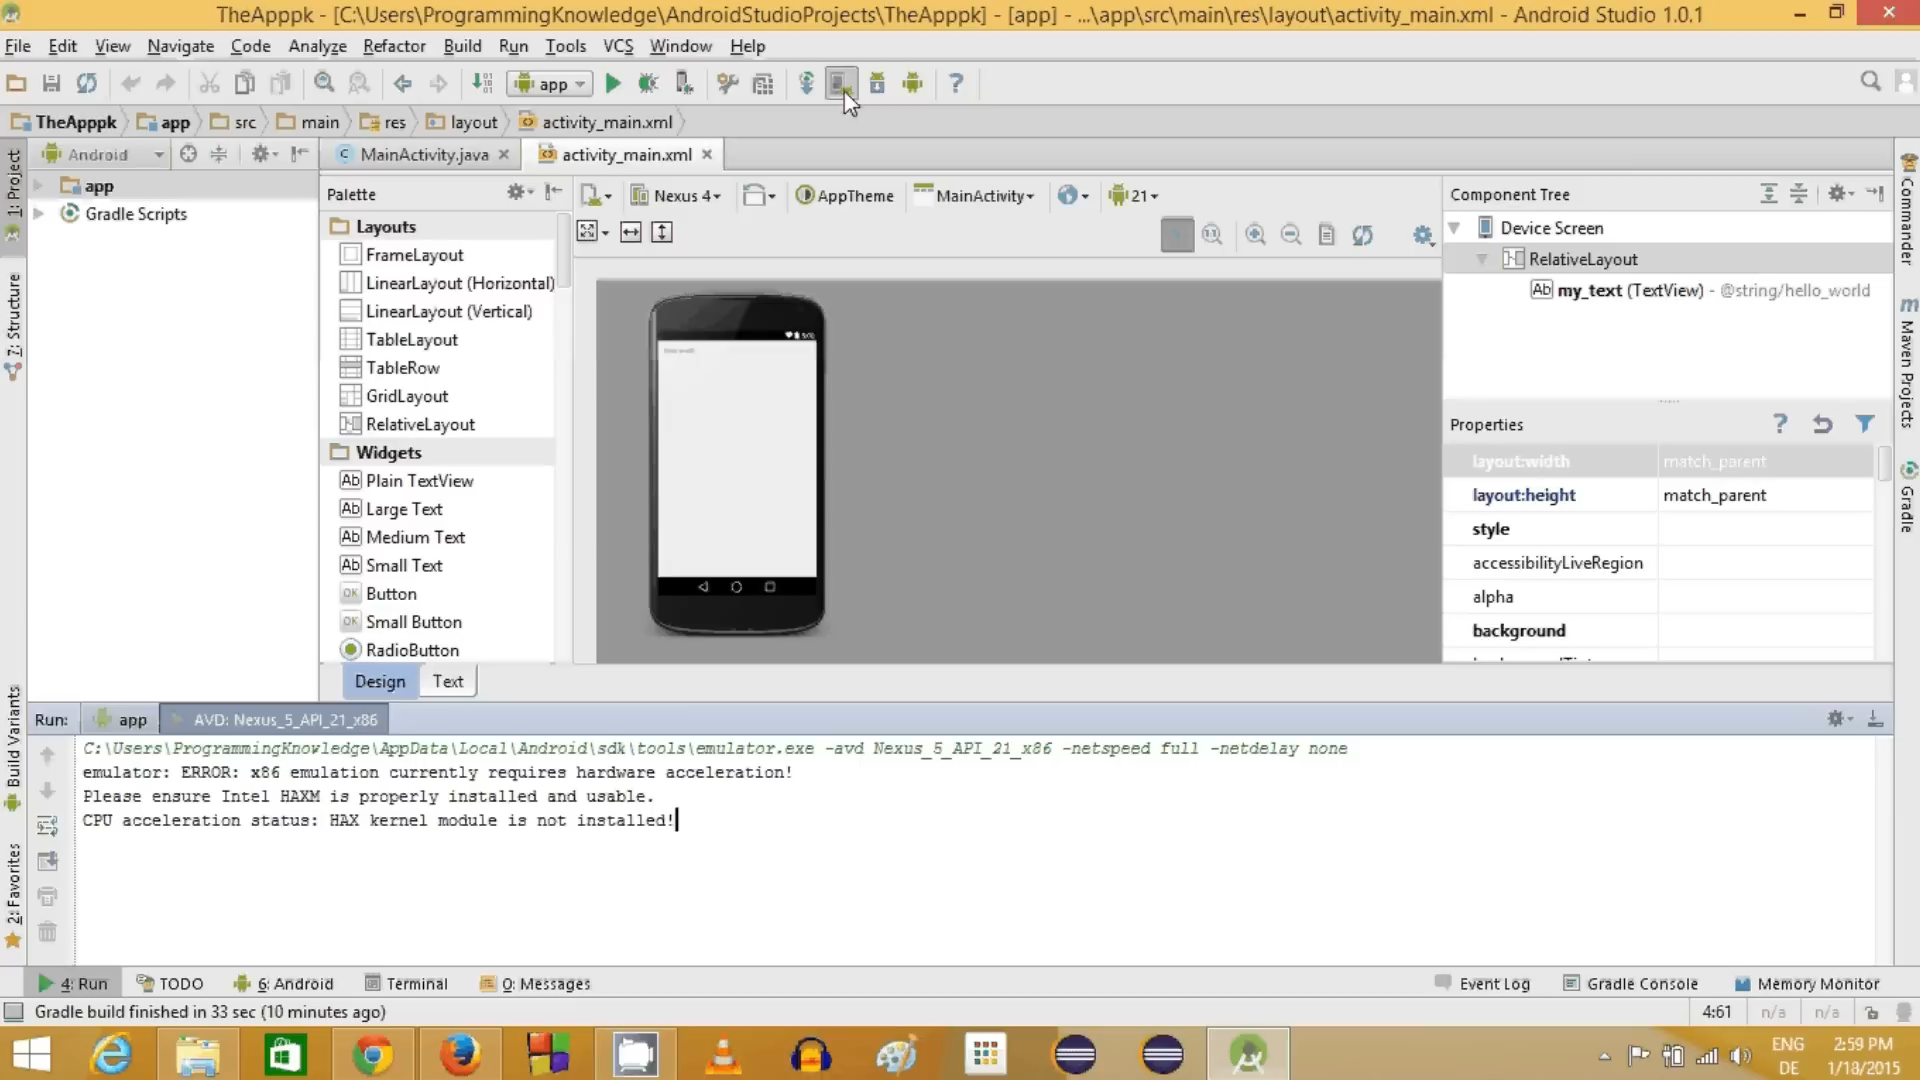 TheApppk - [C:\Users\ProgrammingKnowledge\AndroidStudioProjects\TheApppk] - [app] - ...\app\src\main\res\layout\activity_main.xml - Android Studio 1.0.1
File Edit View Navigate Code Analyze Refactor Build Run Tools VCS Window Help
app
TheApppk app src main res layout activity_main.xml
Android MainActivity.java activity_main.xml
1: Project
7: Structure
Build Variants
2: Favorites
app
Gradle Scripts
Palette
Layouts
FrameLayout
LinearLayout (Horizontal)
LinearLayout (Vertical)
TableLayout
TableRow
GridLayout
RelativeLayout
Widgets
Plain TextView
Large Text
Medium Text
Small Text
Button
Small Button
RadioButton
Design Text
Nexus 4 AppTheme MainActivity 21
Component Tree
Device Screen
RelativeLayout
my_text (TextView) - @string/hello_world
Properties
layout:width match_parent
layout:height match_parent
style
accessibilityLiveRegion
alpha
background
Commander
Maven Projects
Gradle
Run: app AVD: Nexus_5_API_21_x86
C:\Users\ProgrammingKnowledge\AppData\Local\Android\sdk\tools\emulator.exe -avd Nexus_5_API_21_x86 -netspeed full -netdelay none
emulator: ERROR: x86 emulation currently requires hardware acceleration!
Please ensure Intel HAXM is properly installed and usable.
CPU acceleration status: HAX kernel module is not installed!
4: Run TODO 6: Android Terminal 0: Messages Event Log Gradle Console Memory Monitor
Gradle build finished in 33 sec (10 minutes ago) 4:61 n/a n/a
ENG 2:59 PM
DE 1/18/2015